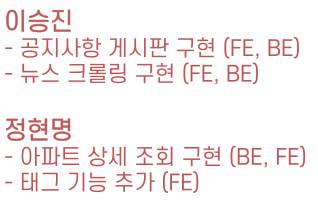 이승진
- 공지사항 게시판 구현 (FE, BE)
- 뉴스 크롤링 구현 (FE, BE)
정현명
- 아파트 상세 조회 구현 (BE, FE)
- 태그 기능 추가 (FE)